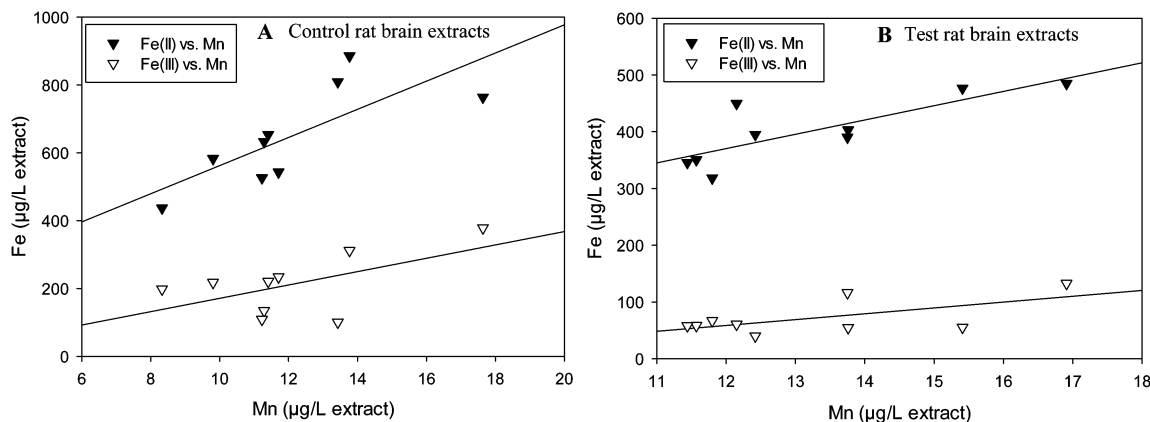 A Control rat brain extracts
Fe(II) vs. Mn
Fe(III) vs. Mn
1000
800
600
400
200
0
Fe (µg/L extract)
6 8 10 12 14 16 18 20
Mn (µg/L extract)
B Test rat brain extracts
Fe(II) vs. Mn
Fe(III) vs. Mn
600
500
400
300
200
100
0
Fe (µg/L extract)
11 12 13 14 15 16 17 18
Mn (µg/L extract)